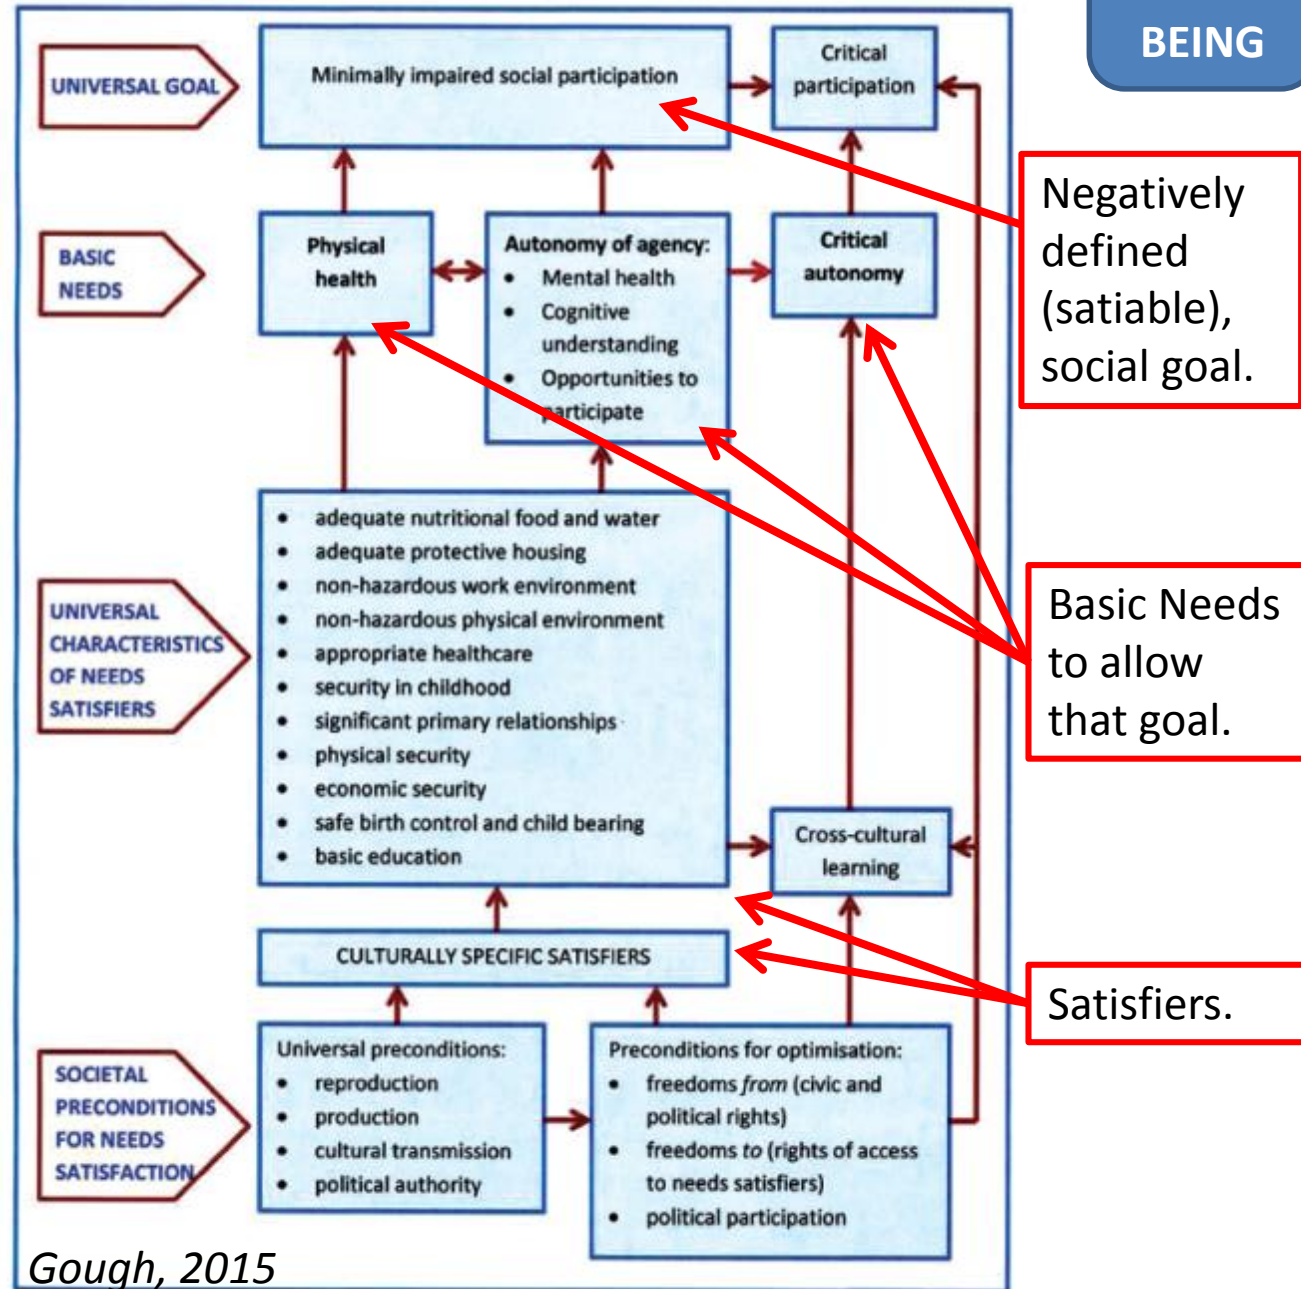 BEING
UNIVERSAL GOAL
Minimally impaired social participation
Critical
participation
Negatively
defined
(satiable),
social goal.
BASIC
NEEDS
Physical
health
Autonomy of agency:
• Mental health
• Cognitive
understanding
• Opportunities to
participate
Critical
autonomy
Basic Needs
to allow
that goal.
UNIVERSAL
CHARACTERISTICS
OF NEEDS
SATISFIERS
• adequate nutritional food and water
• adequate protective housing
• non-hazardous work environment
• non-hazardous physical environment
• appropriate healthcare
• security in childhood
• significant primary relationships
• physical security
• economic security
• safe birth control and child bearing
• basic education
Cross-cultural
learning
CULTURALLY SPECIFIC SATISFIERS
Satisfiers.
SOCIETAL
PRECONDITIONS
FOR NEEDS
SATISFACTION
Universal preconditions:
• reproduction
• production
• cultural transmission
• political authority
Preconditions for optimisation:
• freedoms from (civic and
political rights)
• freedoms to (rights of access
to needs satisfiers)
• political participation
Gough, 2015